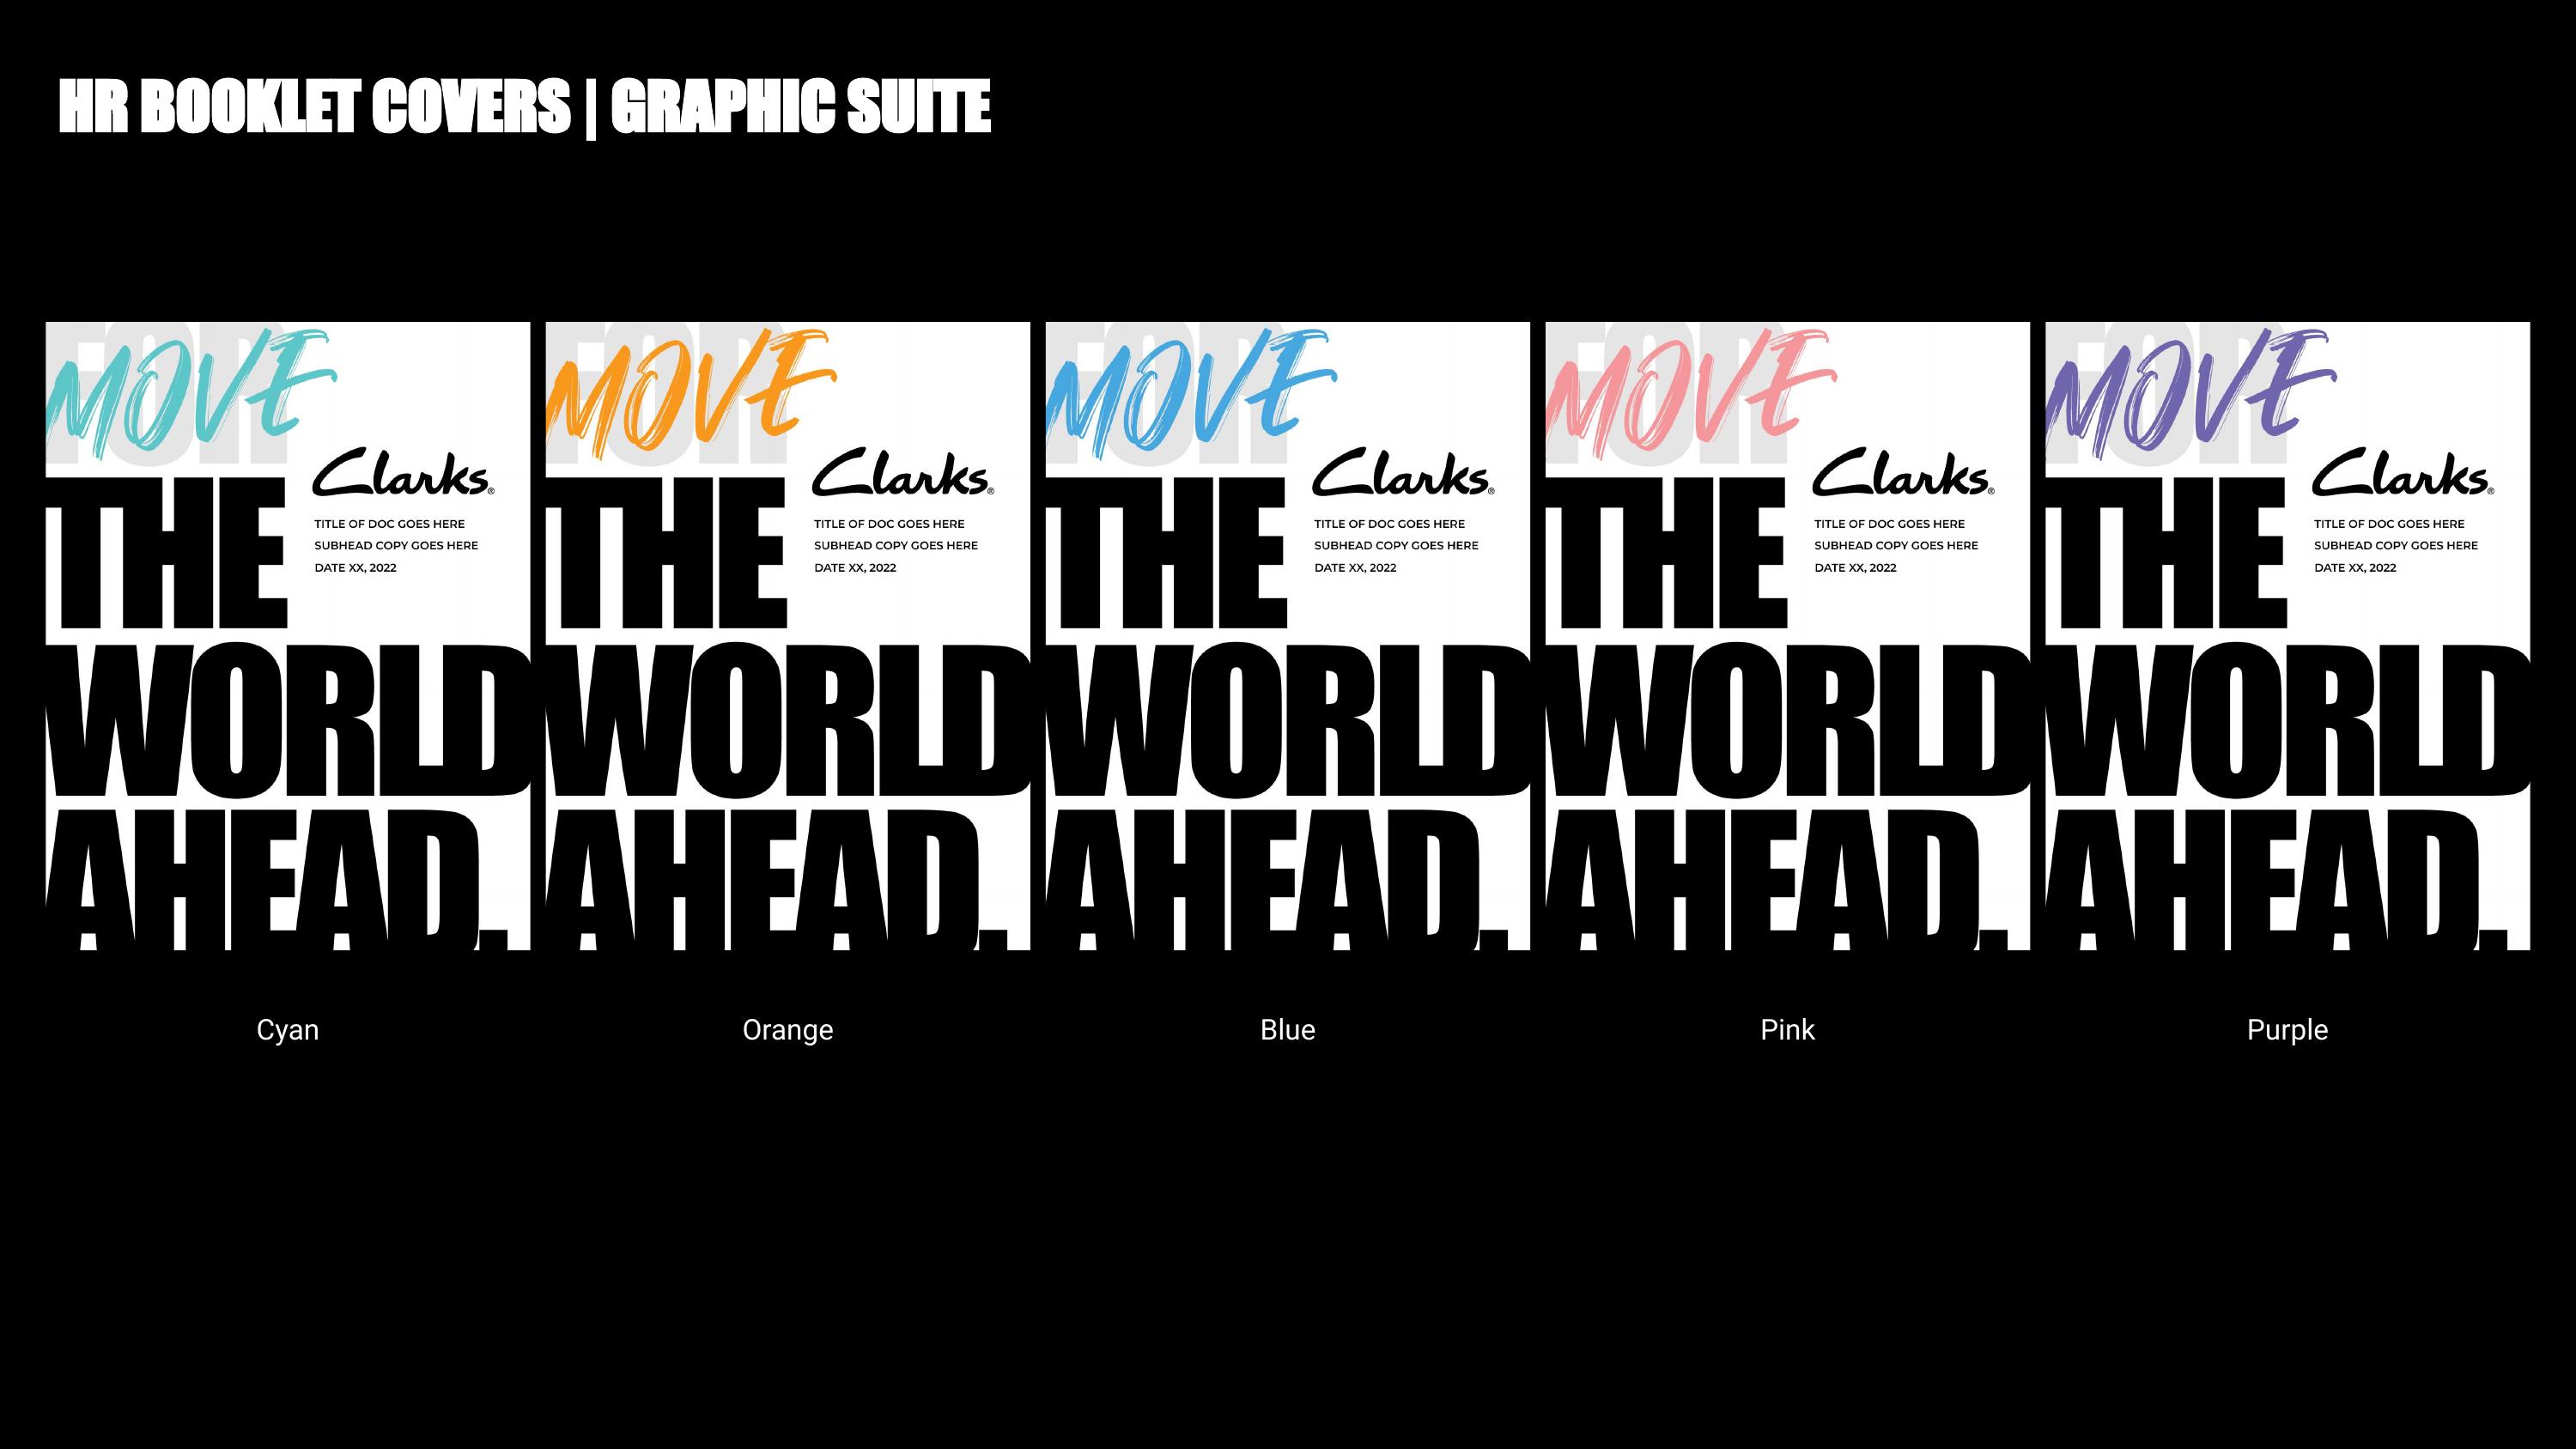 HR BOOKLET COVERS | GRAPHIC SUITE
FOR
MOVE
Clarks®
TITLE OF DOC GOES HERE
SUBHEAD COPY GOES HERE
DATE XX, 2022
THE
WORLD
AHEAD.
Cyan
FOR
MOVE
Clarks®
TITLE OF DOC GOES HERE
SUBHEAD COPY GOES HERE
DATE XX, 2022
THE
WORLD
AHEAD.
Orange
FOR
MOVE
Clarks®
TITLE OF DOC GOES HERE
SUBHEAD COPY GOES HERE
DATE XX, 2022
THE
WORLD
AHEAD.
Blue
FOR
MOVE
Clarks®
TITLE OF DOC GOES HERE
SUBHEAD COPY GOES HERE
DATE XX, 2022
THE
WORLD
AHEAD.
Pink
FOR
MOVE
Clarks®
TITLE OF DOC GOES HERE
SUBHEAD COPY GOES HERE
DATE XX, 2022
THE
WORLD
AHEAD.
Purple